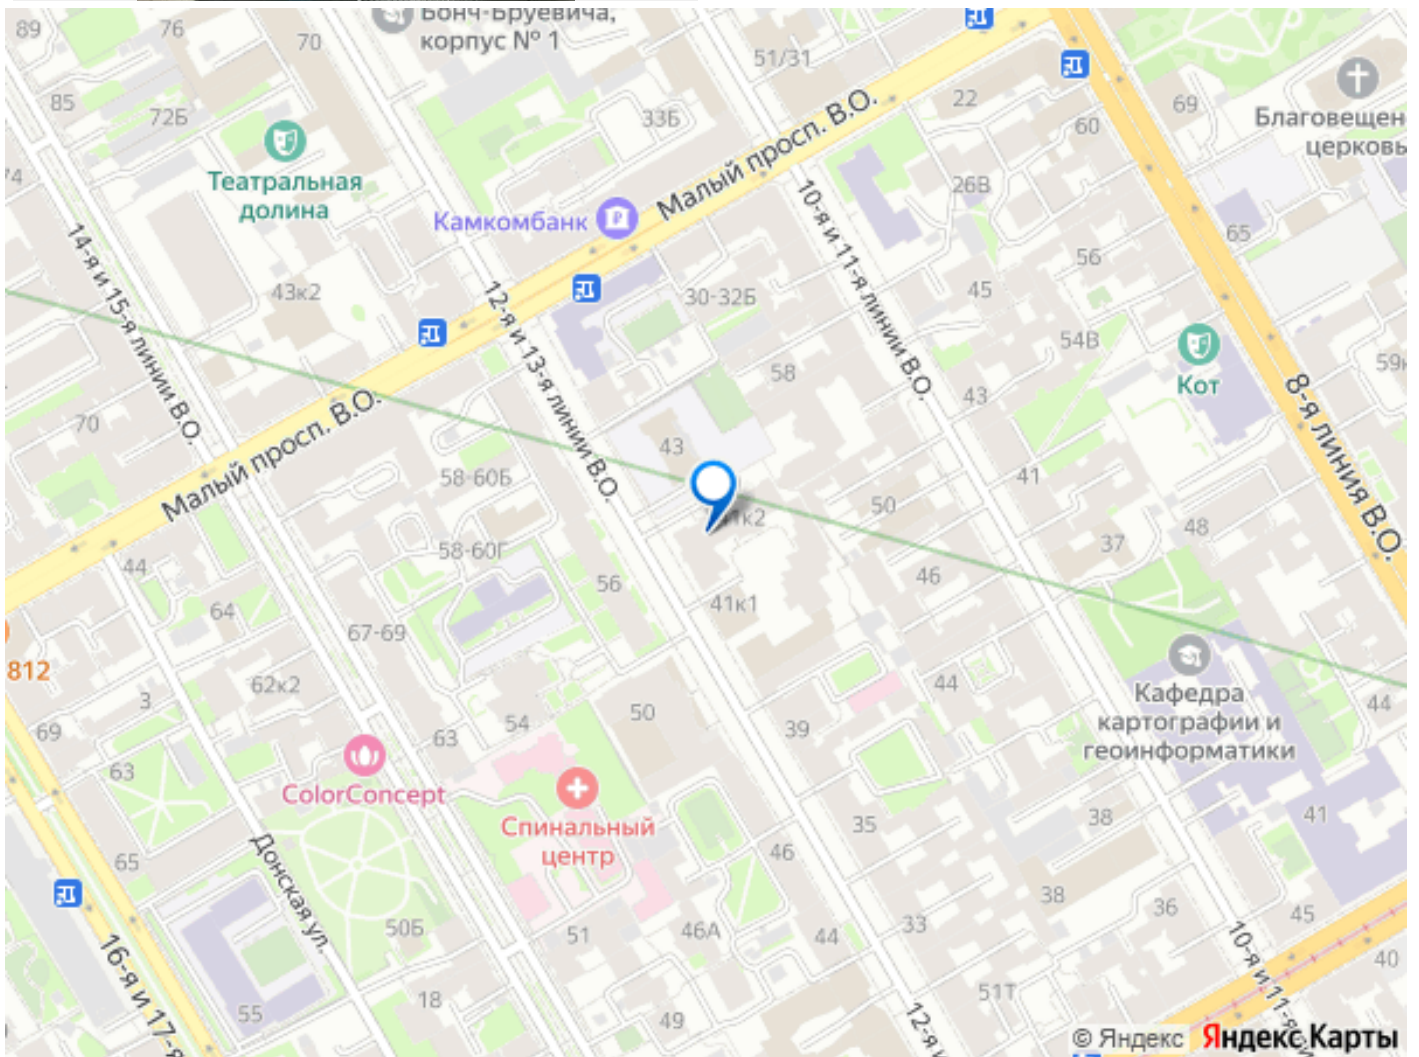 89
76
70
Бонч-Бруевича,
корпус № 1
51/31
85
72Б
33Б
22
69
60
Благовещен
церковь
74
Театральная
долина
Камкомбанк
Малый просп. В.О.
10-я и 11-я линии В.О.
26В
65
14-я и 15-я линии В.О.
43к2
12-я и 13-я линии В.О.
30-32Б
45
56
54В
Кот
59к
58
43
8-я линия В.О.
70
Малый просп. В.О.
58-60Б
43
41к2
50
41
48
37
44
58-60Г
56
41к1
46
64
67-69
812
3
62к2
69
63
54
50
39
44
Кафедра
картографии и
геоинформатики
44
63
ColorConcept
Спинальный
центр
35
38
41
65
Донская ул.
46
38
36
45
50Б
51
46А
44
33
10-я и 11-я
40
16-я и 17-я
55
18
49
51Т
12-я и
© Яндекс Яндекс Карты